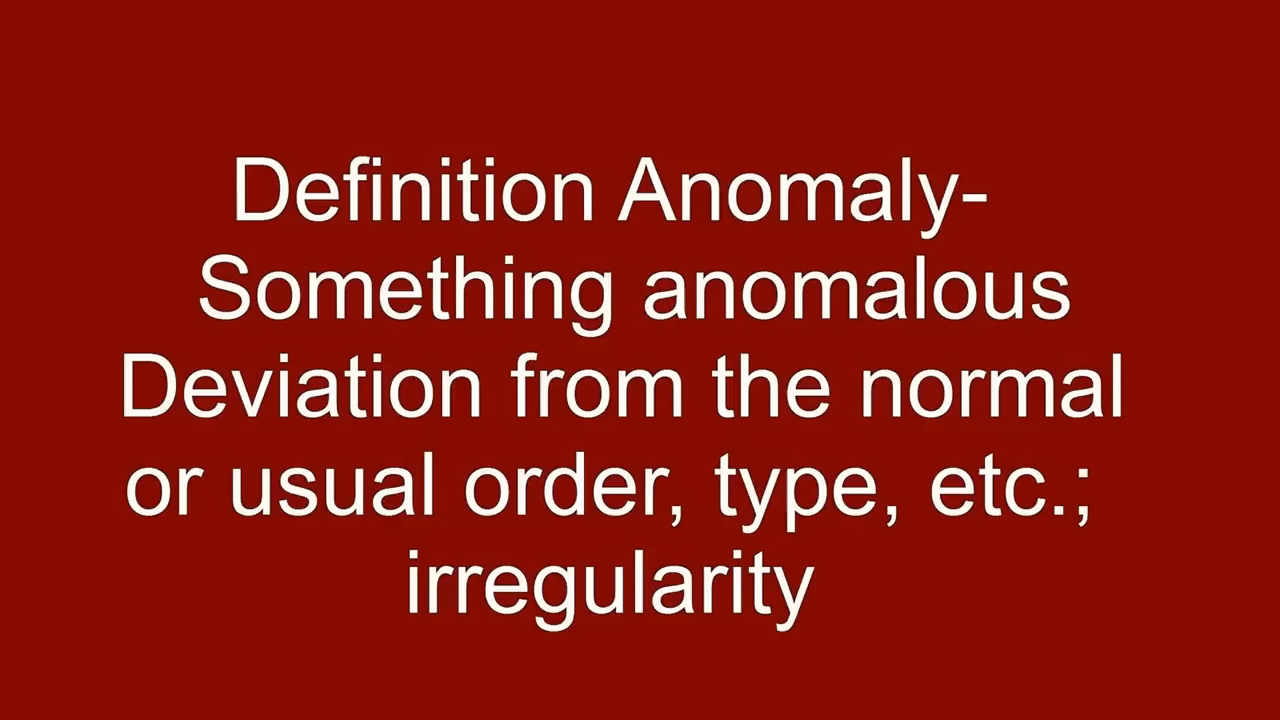 Definition Anomaly-
Something anomalous
Deviation from the normal
or usual order, type, etc.;
irregularity